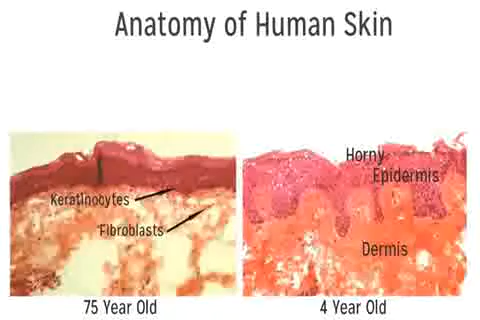 Anatomy of Human Skin
Keratinocytes
Fibroblasts
75 Year Old
Horny
Epidermis
Dermis
4 Year Old